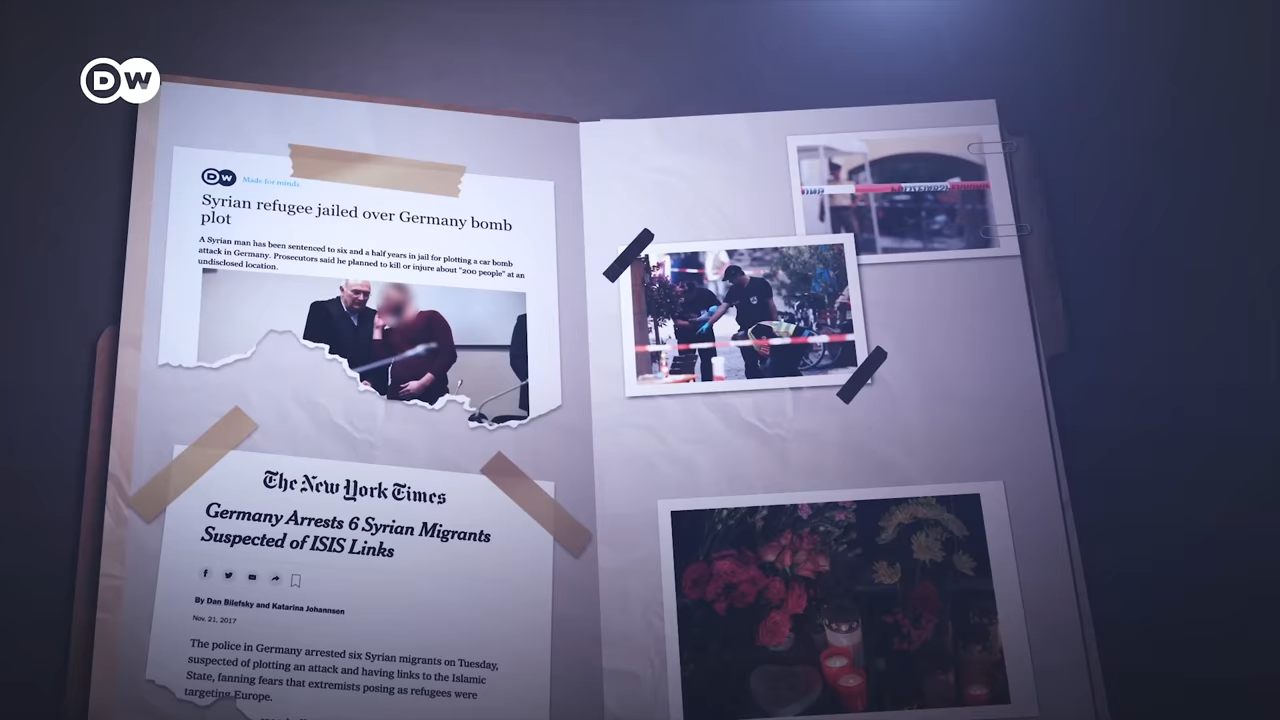 DW
DW Made for minds.
Syrian refugee jailed over Germany bomb
plot
A Syrian man has been sentenced to six and a half years in jail for plotting a car bomb
attack in Germany. Prosecutors said he planned to kill or injure about "200 people" at an
undisclosed location.
The New York Times
Germany Arrests 6 Syrian Migrants
Suspected of ISIS Links
By Dan Bilefsky and Katarina Johannsen
Nov. 21, 2017
The police in Germany arrested six Syrian migrants on Tuesday,
suspected of plotting an attack and having links to the Islamic
State, fanning fears that extremists posing as refugees were
targeting Europe.